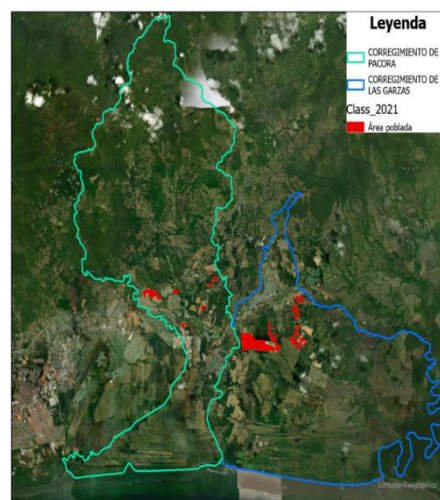 Leyenda
CORREGIMIENTO DE
PACORA
CORREGIMIENTO DE
LAS GARZAS
Class_2021
Área poblada